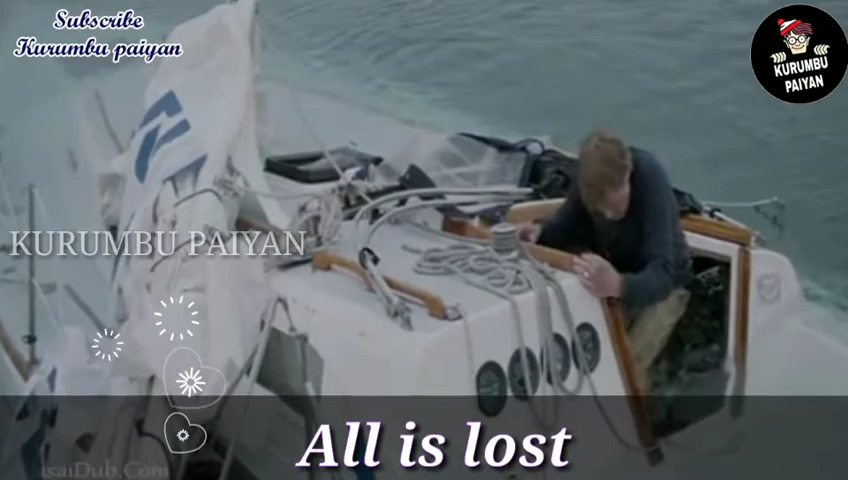 Subscribe
Kurumbu paiyan
KURUMBU
PAIYAN
KURUMBU PAIYAN
All is lost
isaiDub.Com